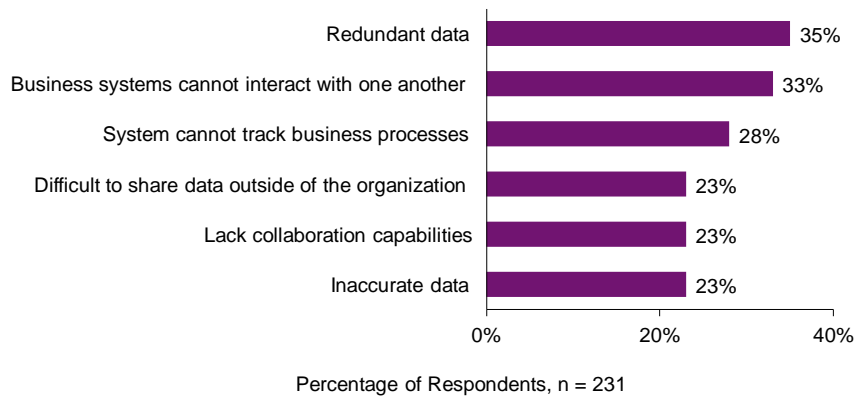 Redundant data 35%
Business systems cannot interact with one another 33%
System cannot track business processes 28%
Difficult to share data outside of the organization 23%
Lack collaboration capabilities 23%
Inaccurate data 23%
0% 20% 40%
Percentage of Respondents, n = 231